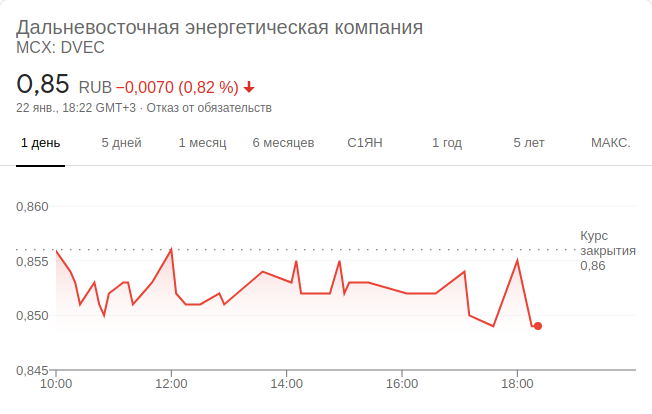 Дальневосточная энергетическая компания
MCX: DVEC
0,85 RUB −0,0070 (0,82 %)
22 янв., 18:22 GMT+3 · Отказ от обязательств
1 день 5 дней 1 месяц 6 месяцев С1ЯН 1 год 5 лет МАКС.
0,860
Курс
закрытия
0,86
0,855
0,850
0,845
10:00 12:00 14:00 16:00 18:00